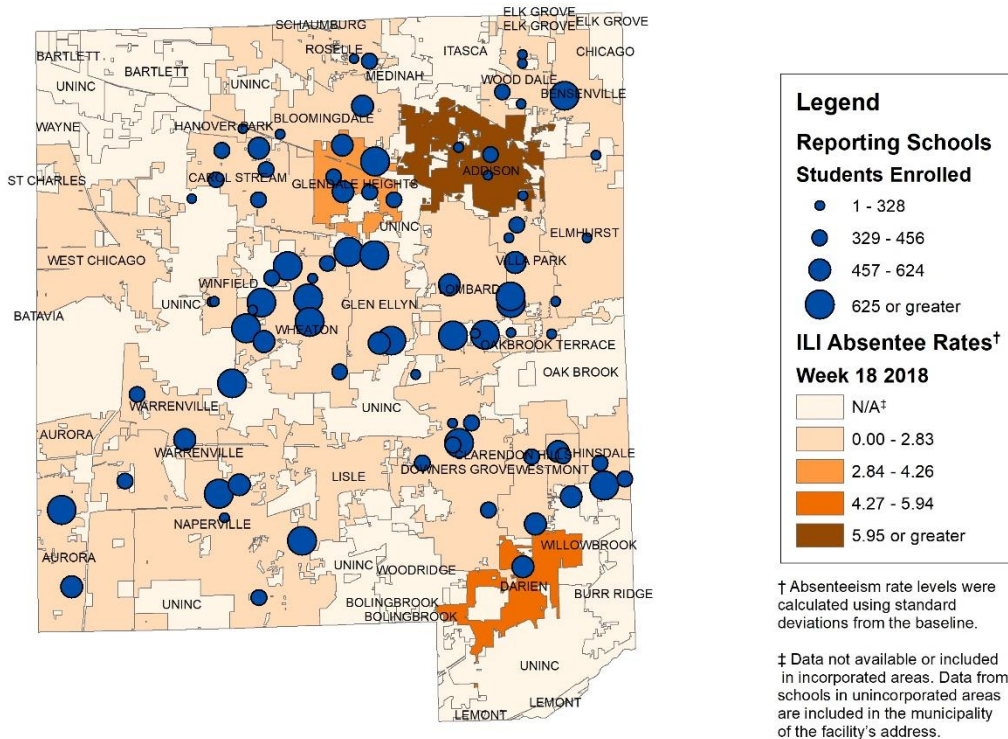 ELK GROVE
ELK GROVE
ELK GROVE
SCHAUMBURG
ROSELLE
ITASCA
CHICAGO
BARTLETT
BARTLETT
MEDINAH
UNINC
WOOD DALE
BENSENVILLE
WAYNE
HANOVER PARK
BLOOMINGDALE
ST CHARLES
CAROL STREAM
GLENDALE HEIGHTS
ADDISON
UNINC
ELMHURST
WEST CHICAGO
VILLA PARK
WINFIELD
LOMBARD
BATAVIA
UNINC
GLEN ELLYN
WHEATON
OAKBROOK TERRACE
OAK BROOK
WARRENVILLE
UNINC
AURORA
WARRENVILLE
CLARENDON HILLS
HINSDALE
DOWNERS GROVE
WESTMONT
LISLE
NAPERVILLE
WILLOWBROOK
AURORA
UNINC
WOODRIDGE
DARIEN
BURR RIDGE
UNINC
BOLINGBROOK
BOLINGBROOK
UNINC
LEMONT
LEMONT
Legend
Reporting Schools
Students Enrolled
1 - 328
329 - 456
457 - 624
625 or greater
ILI Absentee Rates†
Week 18 2018
N/A‡
0.00 - 2.83
2.84 - 4.26
4.27 - 5.94
5.95 or greater
† Absenteeism rate levels were
calculated using standard
deviations from the baseline.
‡ Data not available or included
in incorporated areas. Data from
schools in unincorporated areas
are included in the municipality
of the facility's address.